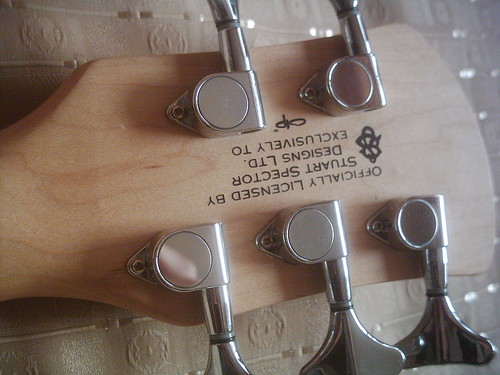 OFFICIALLY LICENSED BY
STUART SPECTOR
DESIGNS LTD.
EXCLUSIVELY TO